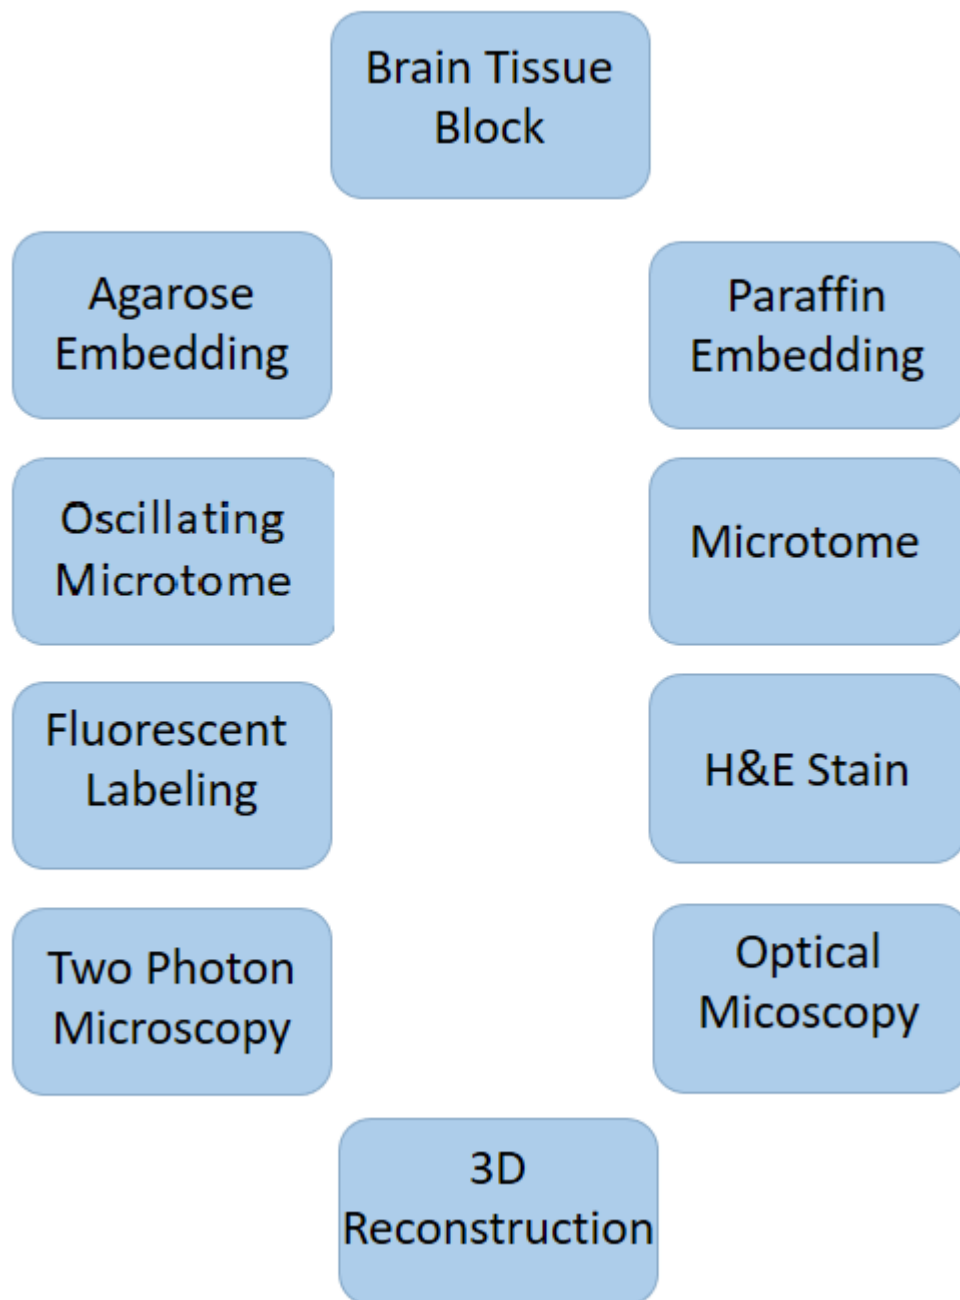 Brain Tissue
Block
Agarose
Embedding
Paraffin
Embedding
Oscillating
Microtome
Microtome
Fluorescent
Labeling
H&E Stain
Two Photon
Microscopy
Optical
Micoscopy
3D
Reconstruction